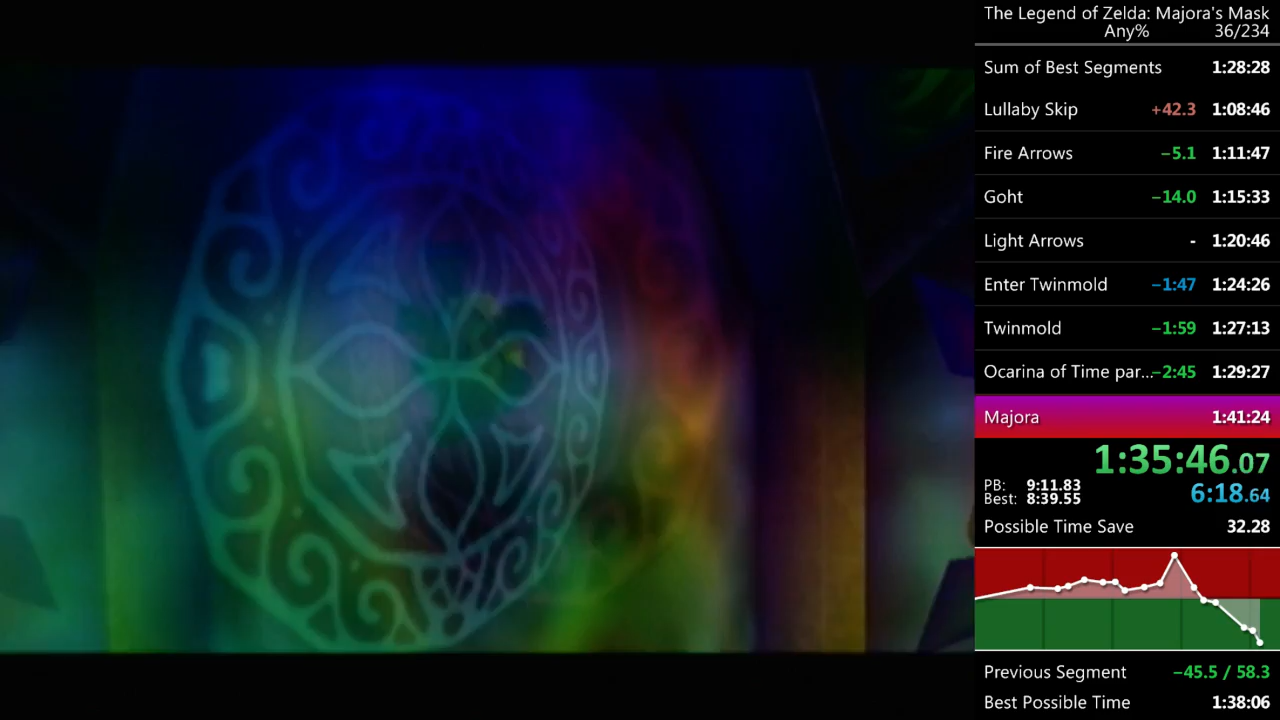 The Legend of Zelda: Majora's Mask
Any% 36/234
Sum of Best Segments 1:28:28
Lullaby Skip +42.3 1:08:46
Fire Arrows −5.1 1:11:47
Goht −14.0 1:15:33
Light Arrows - 1:20:46
Enter Twinmold −1:47 1:24:26
Twinmold −1:59 1:27:13
Ocarina of Time par... −2:45 1:29:27
Majora 1:41:24
1:35:46.07
PB: 9:11.83
Best: 8:39.55 6:18.64
Possible Time Save 32.28
Previous Segment −45.5 / 58.3
Best Possible Time 1:38:06